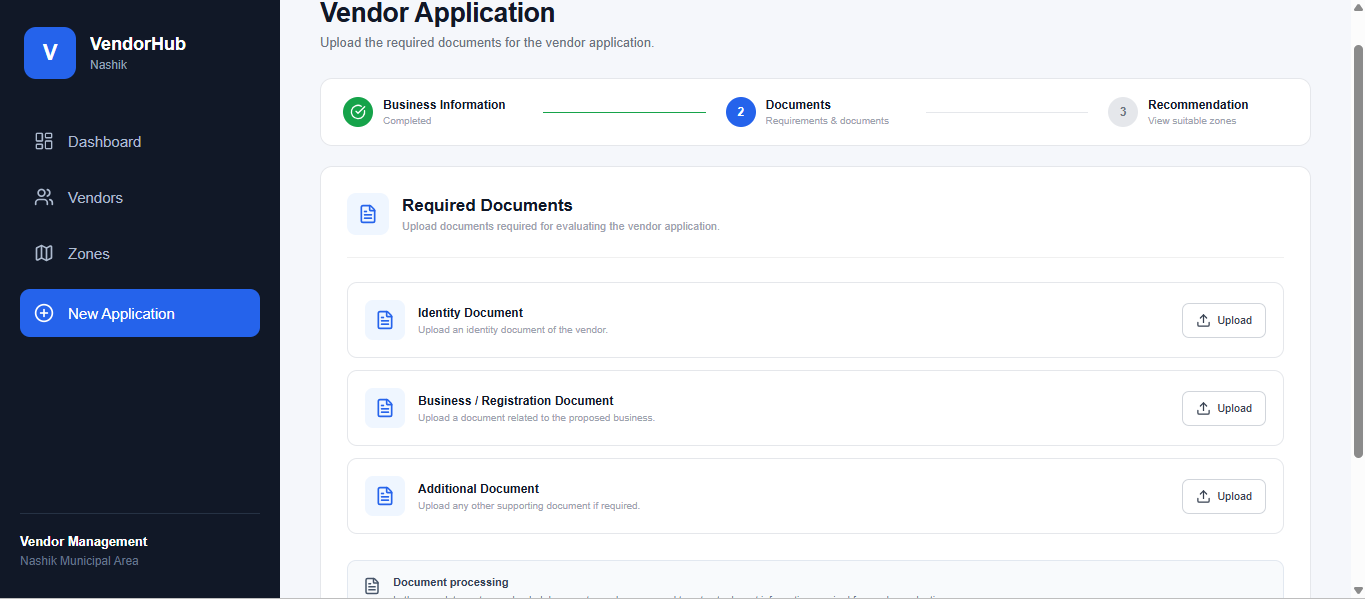 V
VendorHub
Nashik
Dashboard
Vendors
Zones
New Application
Vendor Management
Nashik Municipal Area
Vendor Application
Upload the required documents for the vendor application.
Business Information
Completed
2
Documents
Requirements & documents
3
Recommendation
View suitable zones
Required Documents
Upload documents required for evaluating the vendor application.
Identity Document
Upload an identity document of the vendor.
Upload
Business / Registration Document
Upload a document related to the proposed business.
Upload
Additional Document
Upload any other supporting document if required.
Upload
Document processing